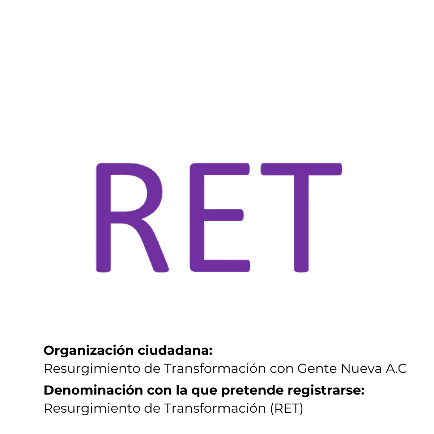 RET
Organización ciudadana:
Resurgimiento de Transformación con Gente Nueva A.C
Denominación con la que pretende registrarse:
Resurgimiento de Transformación (RET)